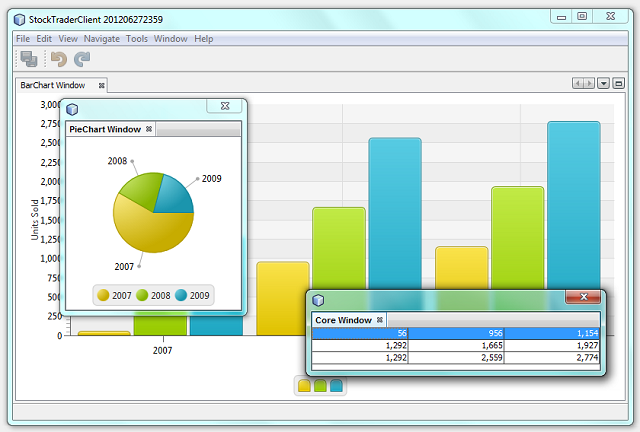 StockTraderClient 201206272359
File Edit View Navigate Tools Window Help
BarChart Window
3,000
2,750
2,500
2,250
2,000
1,750
1,500
1,250
1,000
750
500
250
0
Units Sold
2007
PieChart Window
2008
2009
2007
2007 2008 2009
Core Window
56 956 1,154
1,292 1,665 1,927
1,292 2,559 2,774